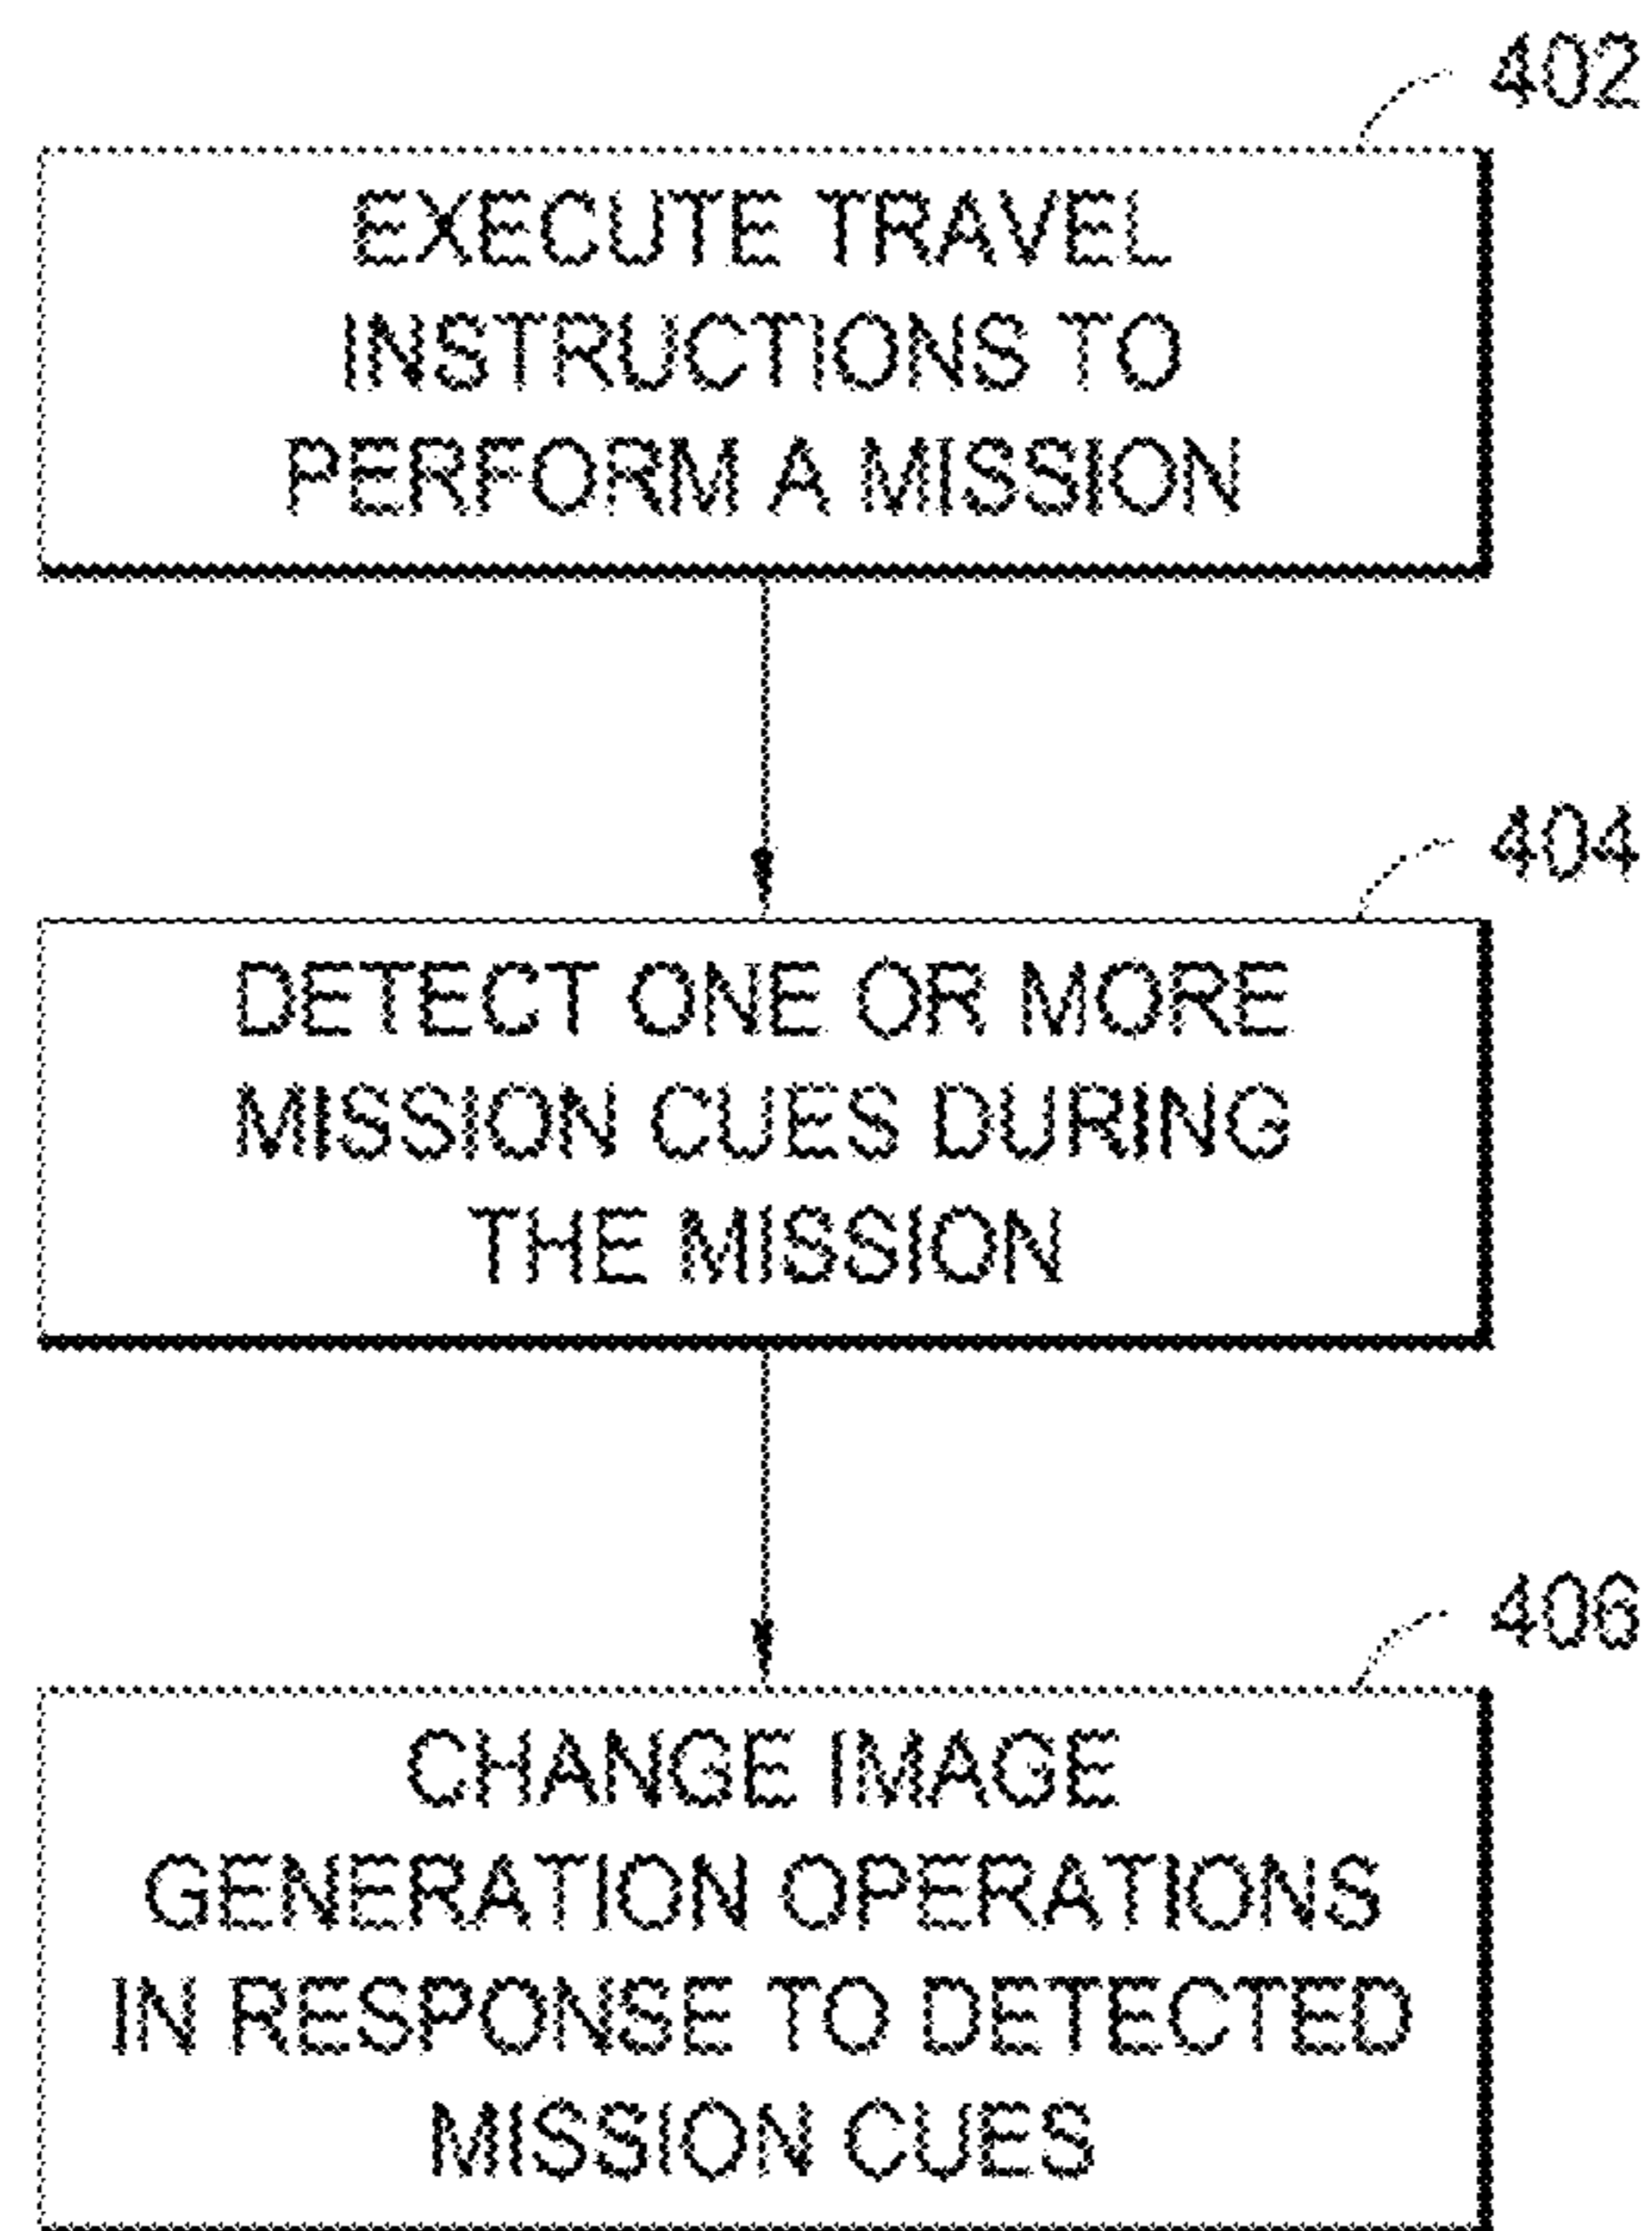 402
EXECUTE TRAVEL
INSTRUCTIONS TO
PERFORM A MISSION
404
DETECT ONE OR MORE
MISSION CUES DURING
THE MISSION
406
CHANGE IMAGE
GENERATION OPERATIONS
IN RESPONSE TO DETECTED
MISSION CUES